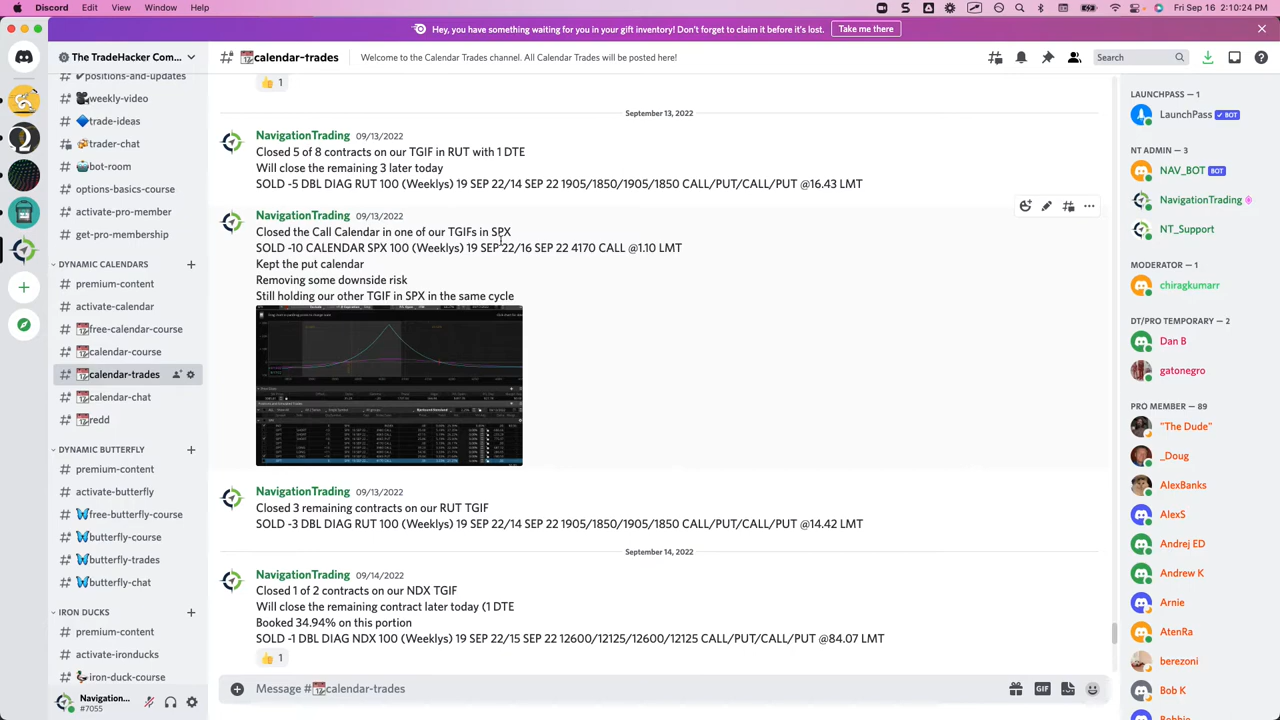 Discord Edit View Window Help
Sep 15 2:10:24 PM
Hey, you have something waiting for you in your gift inventory! Don't forget to claim it before it's lost.
Take me there
The TradeHacker Com...
calendar-trades
Welcome to the Calendar Trades channel. All Calendar Trades will be posted here!
Search
positions-and-updates
weekly-video
trade-ideas
trader-chat
bot-room
options-basics-course
activate-pro-member
get-pro-membership
DYNAMIC CALENDARS
premium-content
activate-calendar
free-calendar-course
calendar-course
calendar-trades
calendar-chat
redd
DYNAMIC BUTTERFLY
premium-content
activate-butterfly
free-butterfly-course
butterfly-course
butterfly-trades
butterfly-chat
IRON DUCKS
premium-content
activate-ironducks
iron-duck-course
Navigation...
#7055
1
September 13, 2022
NavigationTrading 09/13/2022
Closed 5 of 8 contracts on our TGIF in RUT with 1 DTE
Will close the remaining 3 later today
SOLD -5 DBL DIAG RUT 100 (Weeklys) 19 SEP 22/14 SEP 22 1905/1850/1905/1850 CALL/PUT/CALL/PUT @16.43 LMT
NavigationTrading 09/13/2022
Closed the Call Calendar in one of our TGIFs in SPX
SOLD -10 CALENDAR SPX 100 (Weeklys) 19 SEP 22/16 SEP 22 4170 CALL @1.10 LMT
Kept the put calendar
Removing some downside risk
Still holding our other TGIF in SPX in the same cycle
NavigationTrading 09/13/2022
Closed 3 remaining contracts on our RUT TGIF
SOLD -3 DBL DIAG RUT 100 (Weeklys) 19 SEP 22/14 SEP 22 1905/1850/1905/1850 CALL/PUT/CALL/PUT @14.42 LMT
September 14, 2022
NavigationTrading 09/14/2022
Closed 1 of 2 contracts on our NDX TGIF
Will close the remaining contract later today (1 DTE
Booked 34.94% on this portion
SOLD -1 DBL DIAG NDX 100 (Weeklys) 19 SEP 22/15 SEP 22 12600/12125/12600/12125 CALL/PUT/CALL/PUT @84.07 LMT
1
Message #calendar-trades
GIF
LAUNCHPASS — 1
LaunchPass BOT
NT ADMIN — 3
NAV_BOT BOT
NavigationTrading
NT_Support
MODERATOR — 1
chiragkumarr
DT/PRO TEMPORARY — 2
Dan B
gatonegro
PRO MEMBER — 89
"The Dude"
_Doug
AlexBanks
AlexS
Andrej ED
Andrew K
Arnie
AtenRa
berezoni
Bob K